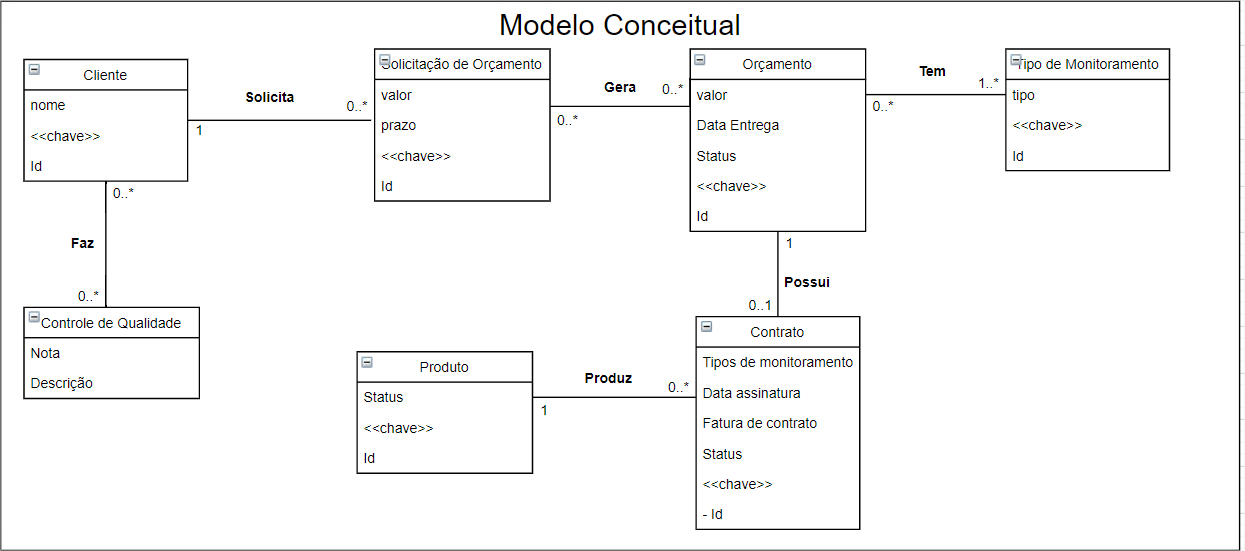 Modelo Conceitual
Cliente
nome
<<chave>>
Id
Solicita
1
0..*
Solicitação de Orçamento
valor
prazo
<<chave>>
Id
Gera
0..*
0..*
Orçamento
valor
Data Entrega
Status
<<chave>>
Id
Tem
0..*
1..*
Tipo de Monitoramento
tipo
<<chave>>
Id
0..*
Faz
0..*
Controle de Qualidade
Nota
Descrição
1
Possui
0..1
Produto
Status
<<chave>>
Id
Produz
1
0..*
Contrato
Tipos de monitoramento
Data assinatura
Fatura de contrato
Status
<<chave>>
- Id